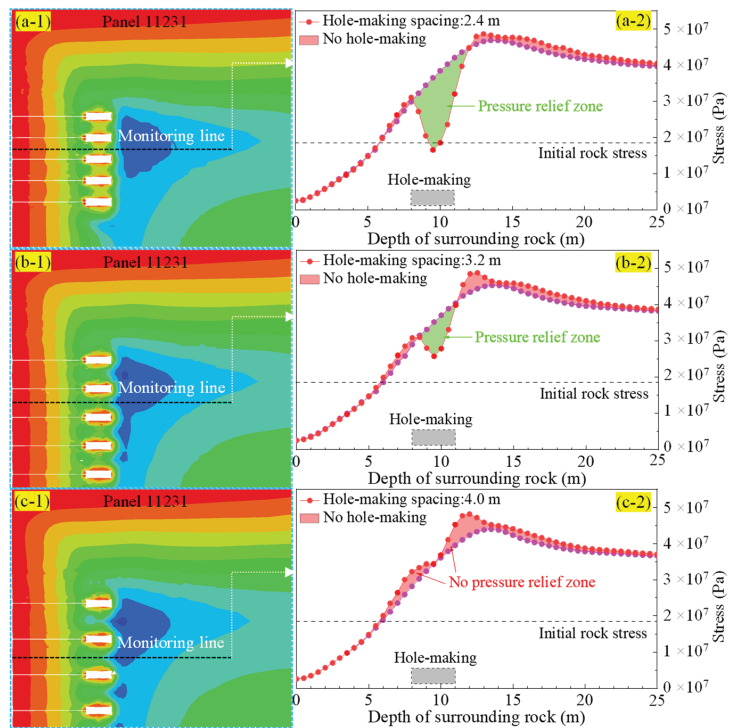 (a-1)
Panel 11231
Monitoring line
Hole-making spacing:2.4 m
No hole-making
(a-2)
Pressure relief zone
Initial rock stress
Hole-making
0 5 10 15 20 25
Depth of surrounding rock (m)
5 ×10⁷
4 ×10⁷
3 ×10⁷
2 ×10⁷
1 ×10⁷
0 ×10⁷
Stress (Pa)
(b-1)
Panel 11231
Monitoring line
Hole-making spacing:3.2 m
No hole-making
(b-2)
Pressure relief zone
Initial rock stress
Hole-making
0 5 10 15 20 25
Depth of surrounding rock (m)
5 ×10⁷
4 ×10⁷
3 ×10⁷
2 ×10⁷
1 ×10⁷
0 ×10⁷
Stress (Pa)
(c-1)
Panel 11231
Monitoring line
Hole-making spacing:4.0 m
No hole-making
(c-2)
No pressure relief zone
Initial rock stress
Hole-making
0 5 10 15 20 25
Depth of surrounding rock (m)
5 ×10⁷
4 ×10⁷
3 ×10⁷
2 ×10⁷
1 ×10⁷
0 ×10⁷
Stress (Pa)